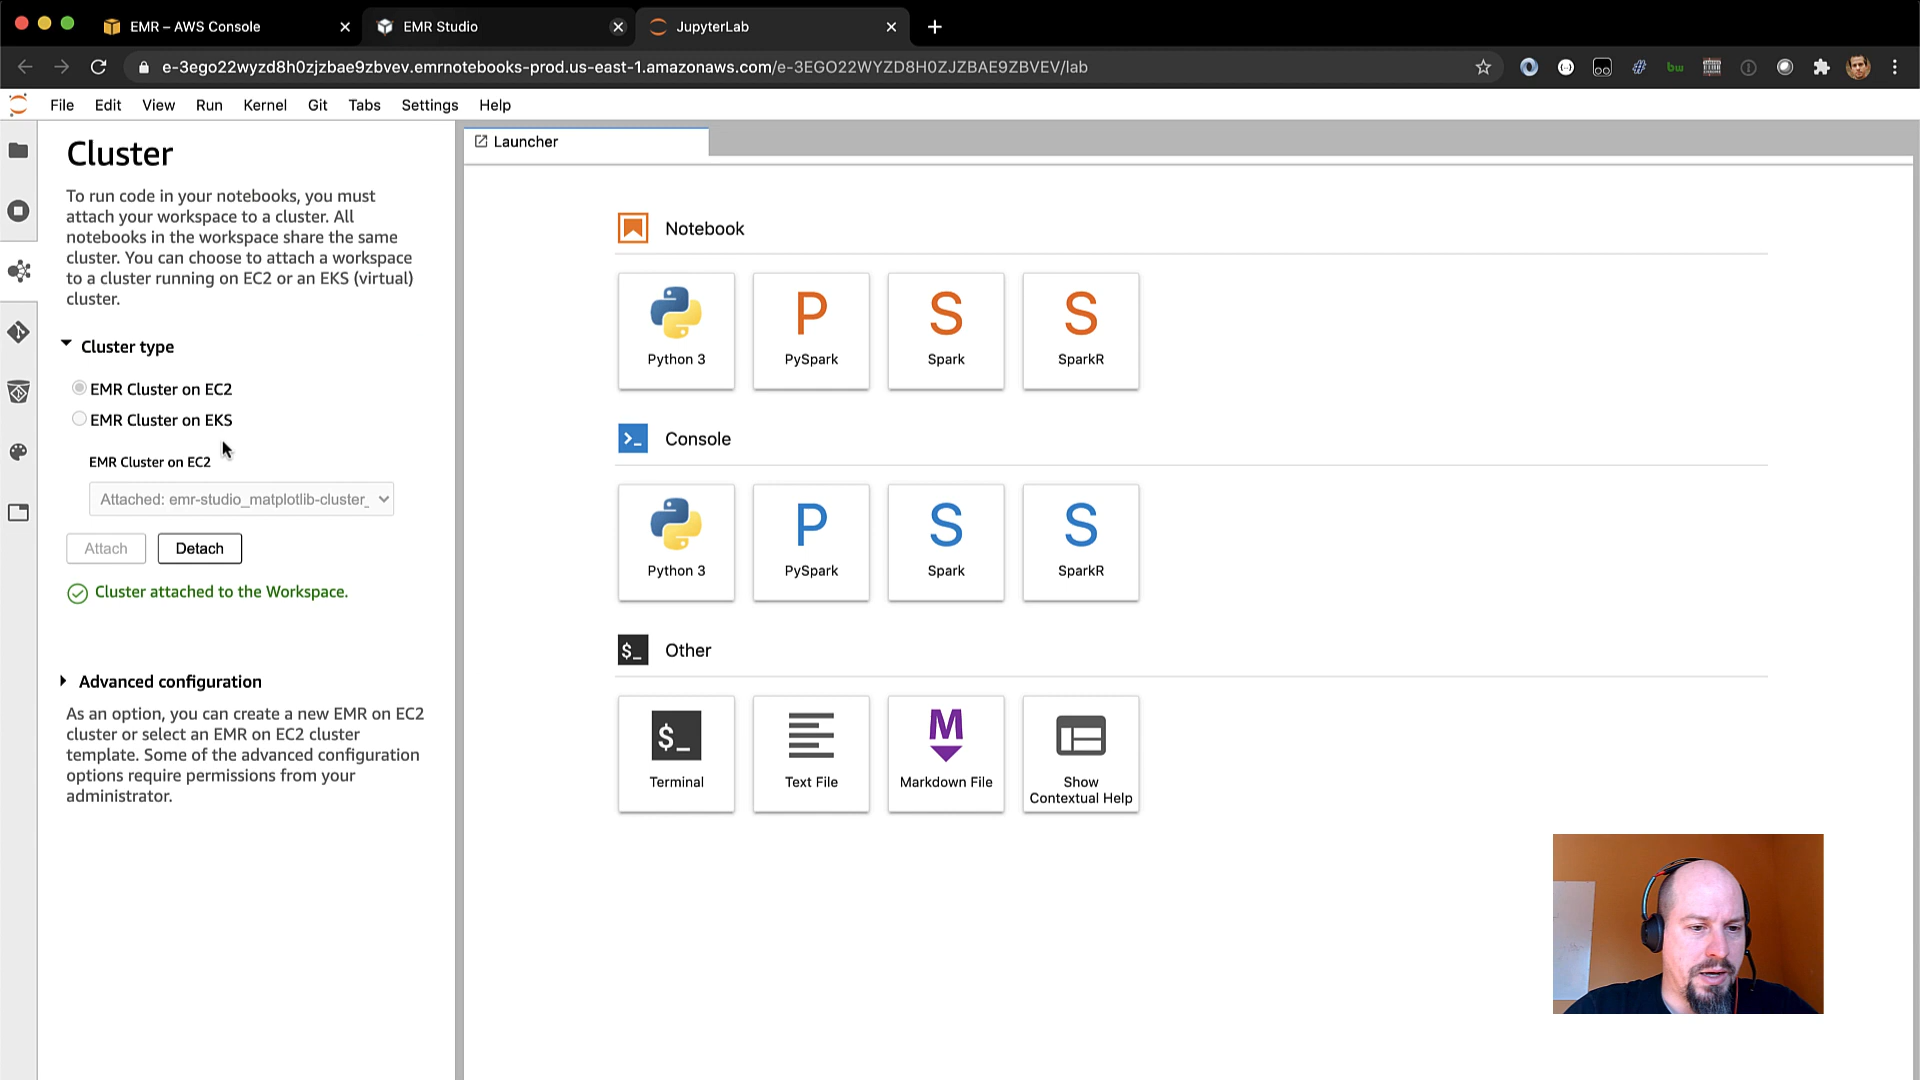 EMR – AWS Console
EMR Studio
JupyterLab
e-3ego22wyzd8h0zjzbae9zbvev.emrnotebooks-prod.us-east-1.amazonaws.com/e-3EGO22WYZD8H0ZJZBAE9ZBVEV/lab
bw
File Edit View Run Kernel Git Tabs Settings Help
Cluster
To run code in your notebooks, you must
attach your workspace to a cluster. All
notebooks in the workspace share the same
cluster. You can choose to attach a workspace
to a cluster running on EC2 or an EKS (virtual)
cluster.
Cluster type
EMR Cluster on EC2
EMR Cluster on EKS
EMR Cluster on EC2
Attached: emr-studio_matplotlib-cluster_
Attach Detach
Cluster attached to the Workspace.
Advanced configuration
As an option, you can create a new EMR on EC2
cluster or select an EMR on EC2 cluster
template. Some of the advanced configuration
options require permissions from your
administrator.
Launcher
Notebook
P S S
Python 3 PySpark Spark SparkR
>_ Console
P S S
Python 3 PySpark Spark SparkR
$_ Other
$_ M
Terminal Text File Markdown File Show
Contextual Help